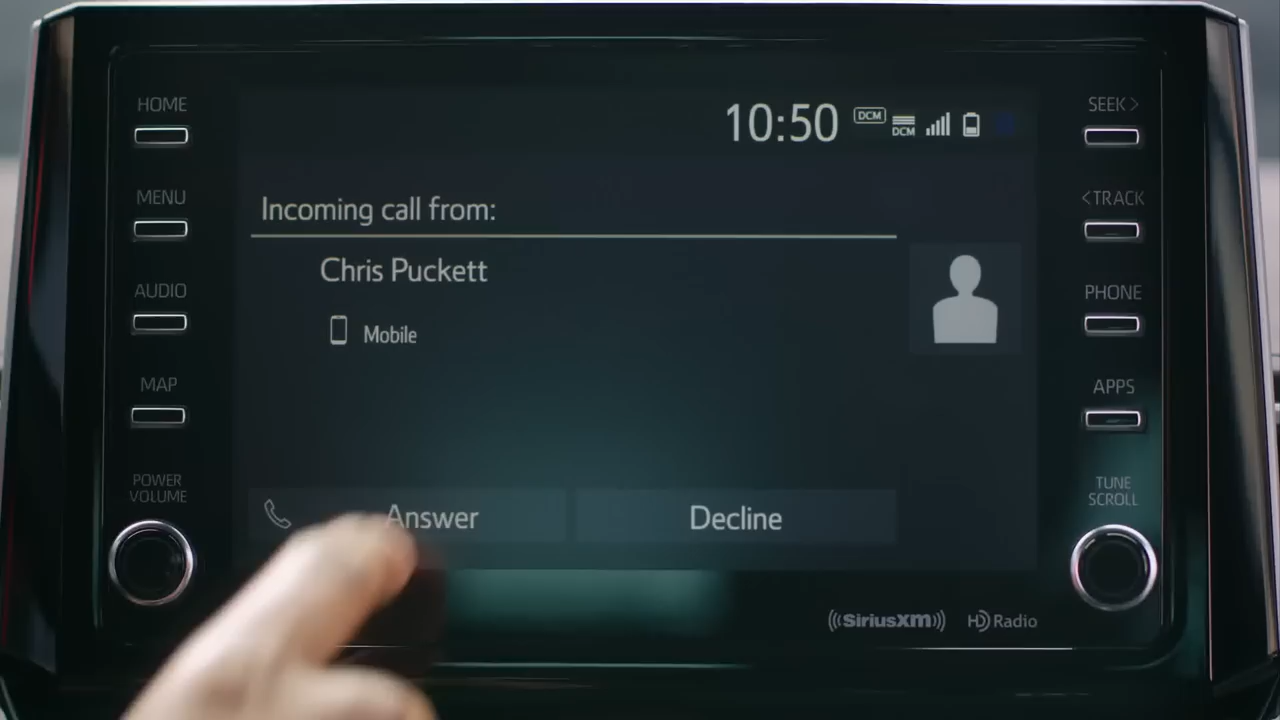 HOME
MENU
AUDIO
MAP
POWER
VOLUME
10:50
DCM
DCM
Incoming call from:
Chris Puckett
Mobile
Answer
Decline
((SiriusXM))
HD Radio
SEEK>
<TRACK
PHONE
APPS
TUNE
SCROLL